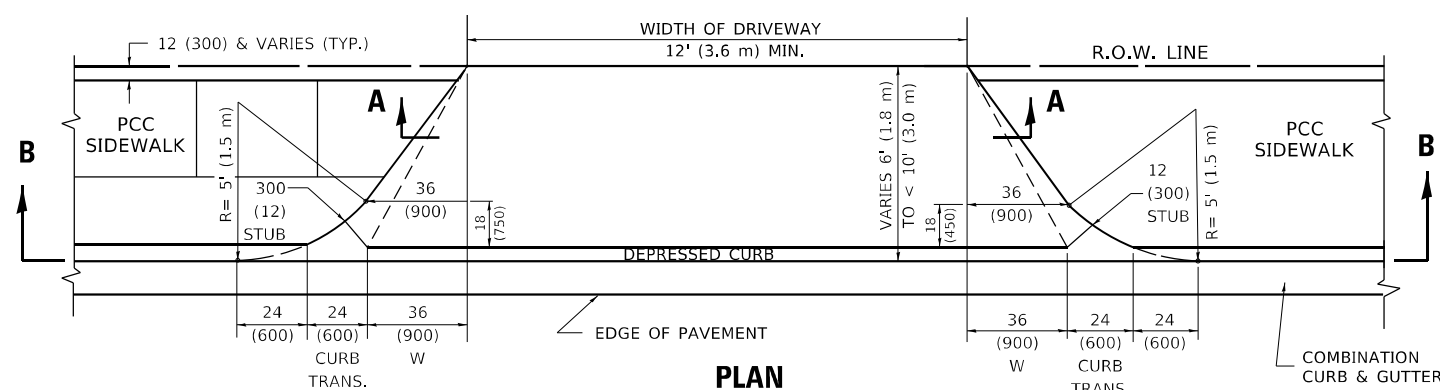 WIDTH OF DRIVEWAY
12' (3.6 m) MIN.
12 (300) & VARIES (TYP.)
R.O.W. LINE
A
A
B
B
PCC
SIDEWALK
PCC
SIDEWALK
R= 5' (1.5 m)
300
(12)
STUB
36
(900)
18
(750)
VARIES 6' (1.8 m)
TO < 10' (3.0 m)
36
(900)
18
(450)
12
(300)
STUB
R= 5' (1.5 m)
DEPRESSED CURB
24
(600)
24
(600)
CURB
TRANS.
36
(900)
W
EDGE OF PAVEMENT
36
(900)
W
24
(600)
CURB
TRANS.
24
(600)
COMBINATION
CURB & GUTTER
PLAN